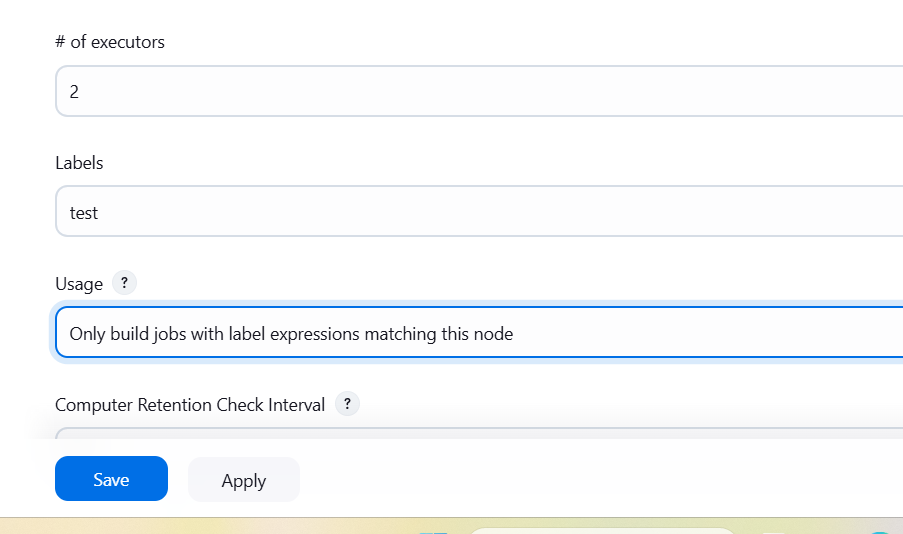 # of executors
2
Labels
test
Usage ?
Only build jobs with label expressions matching this node
Computer Retention Check Interval ?
Save Apply